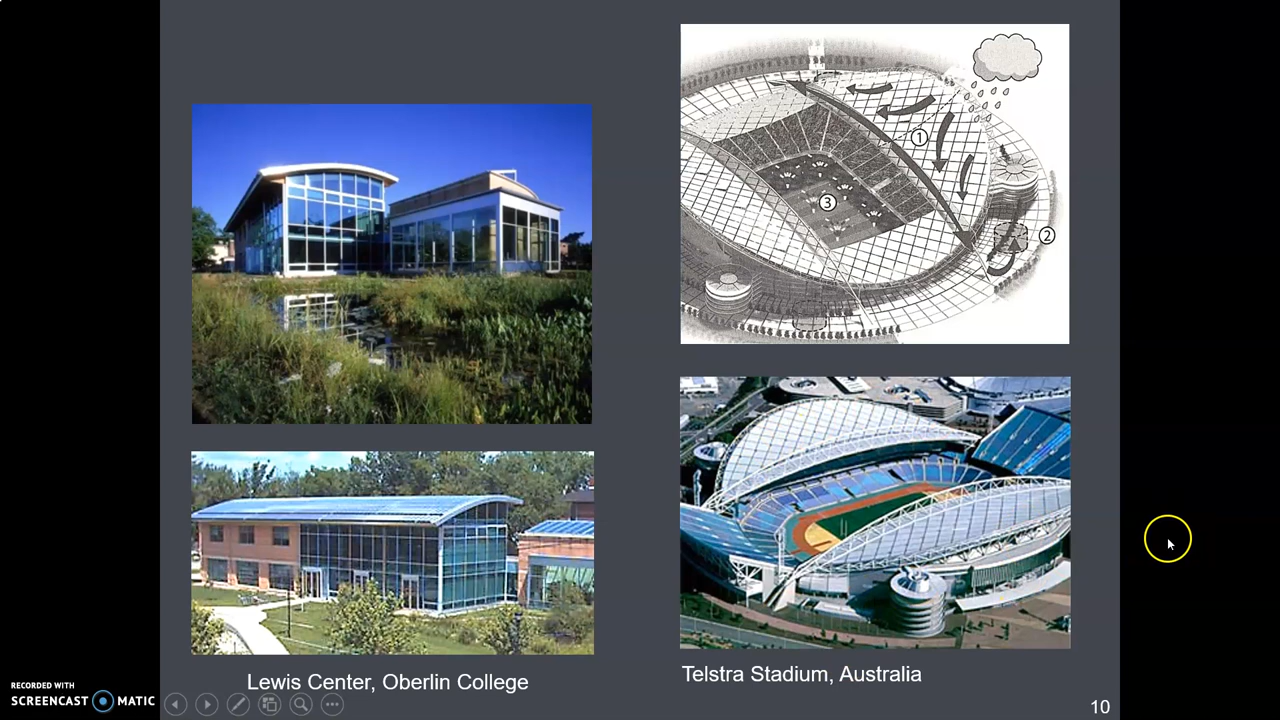 1
2
3
Lewis Center, Oberlin College
Telstra Stadium, Australia
RECORDED WITH
SCREENCAST MATIC
10